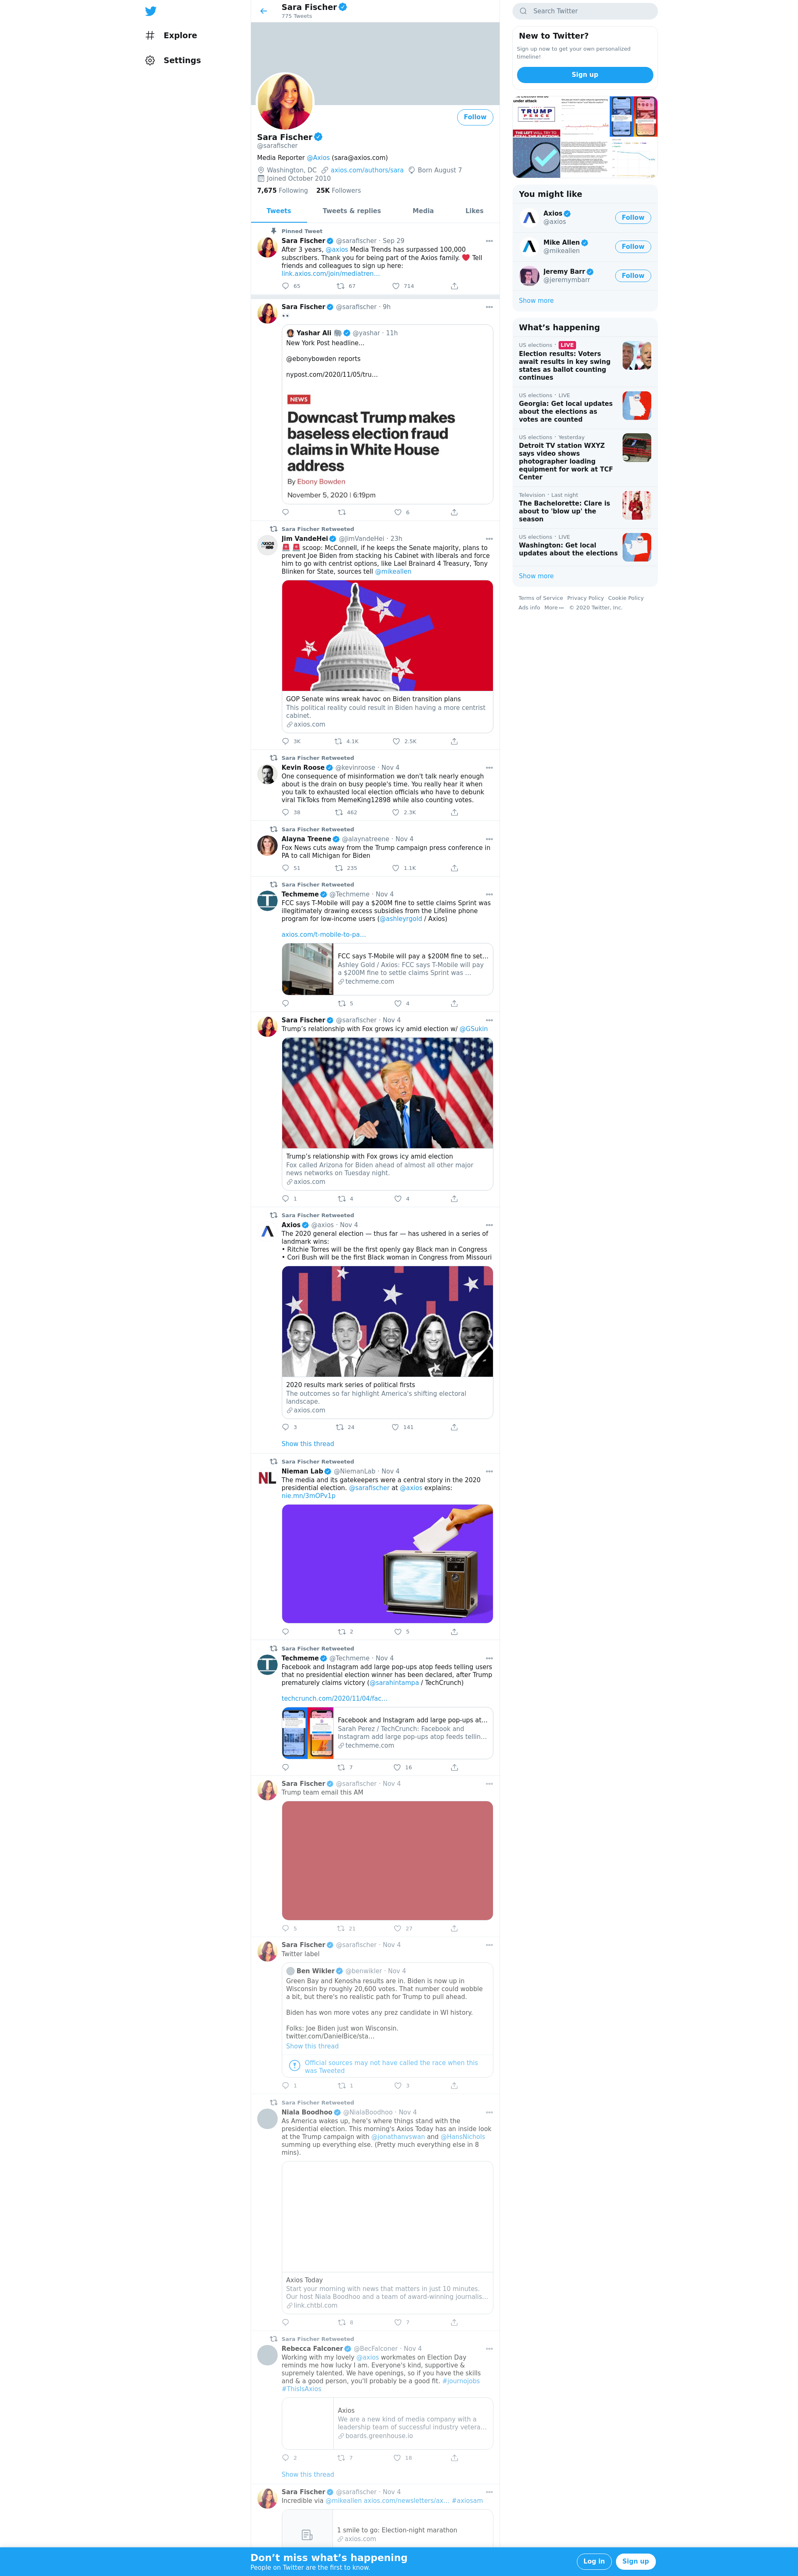 Explore
Settings
Sara Fischer
775 Tweets
Follow
Sara Fischer
@sarafischer
Media Reporter @Axios (sara@axios.com)
Washington, DC axios.com/authors/sara Born August 7
Joined October 2010
7,675 Following 25K Followers
Tweets Tweets & replies Media Likes
Pinned Tweet
Sara Fischer @sarafischer · Sep 29
After 3 years, @axios Media Trends has surpassed 100,000
subscribers. Thank you for being part of the Axios family. ❤️ Tell
friends and colleagues to sign up here:
link.axios.com/join/mediatren…
65 67 714
Sara Fischer @sarafischer · 9h
Yashar Ali @yashar · 11h
New York Post headline...
@ebonybowden reports
nypost.com/2020/11/05/tru…
NEWS
Downcast Trump makes
baseless election fraud
claims in White House
address
By Ebony Bowden
November 5, 2020 | 6:19pm
6
Sara Fischer Retweeted
Jim VandeHei @JimVandeHei · 23h
🚨 🚨 scoop: McConnell, if he keeps the Senate majority, plans to
prevent Joe Biden from stacking his Cabinet with liberals and force
him to go with centrist options, like Lael Brainard 4 Treasury, Tony
Blinken for State, sources tell @mikeallen
GOP Senate wins wreak havoc on Biden transition plans
This political reality could result in Biden having a more centrist
cabinet.
axios.com
3K 4.1K 2.5K
Sara Fischer Retweeted
Kevin Roose @kevinroose · Nov 4
One consequence of misinformation we don't talk nearly enough
about is the drain on busy people's time. You really hear it when
you talk to exhausted local election officials who have to debunk
viral TikToks from MemeKing12898 while also counting votes.
38 462 2.3K
Sara Fischer Retweeted
Alayna Treene @alaynatreene · Nov 4
Fox News cuts away from the Trump campaign press conference in
PA to call Michigan for Biden
51 235 1.1K
Sara Fischer Retweeted
Techmeme @Techmeme · Nov 4
FCC says T-Mobile will pay a $200M fine to settle claims Sprint was
illegitimately drawing excess subsidies from the Lifeline phone
program for low-income users (@ashleyrgold / Axios)
axios.com/t-mobile-to-pa…
FCC says T-Mobile will pay a $200M fine to set…
Ashley Gold / Axios: FCC says T-Mobile will pay
a $200M fine to settle claims Sprint was …
techmeme.com
5 4
Sara Fischer @sarafischer · Nov 4
Trump's relationship with Fox grows icy amid election w/ @GSukin
Trump's relationship with Fox grows icy amid election
Fox called Arizona for Biden ahead of almost all other major
news networks on Tuesday night.
axios.com
1 4 4
Sara Fischer Retweeted
Axios @axios · Nov 4
The 2020 general election — thus far — has ushered in a series of
landmark wins:
• Ritchie Torres will be the first openly gay Black man in Congress
• Cori Bush will be the first Black woman in Congress from Missouri
2020 results mark series of political firsts
The outcomes so far highlight America's shifting electoral
landscape.
axios.com
3 24 141
Show this thread
Sara Fischer Retweeted
NL
Nieman Lab @NiemanLab · Nov 4
The media and its gatekeepers were a central story in the 2020
presidential election. @sarafischer at @axios explains:
nie.mn/3mOPv1p
2 5
Sara Fischer Retweeted
Techmeme @Techmeme · Nov 4
Facebook and Instagram add large pop-ups atop feeds telling users
that no presidential election winner has been declared, after Trump
prematurely claims victory (@sarahintampa / TechCrunch)
techcrunch.com/2020/11/04/fac…
Facebook and Instagram add large pop-ups at…
Sarah Perez / TechCrunch: Facebook and
Instagram add large pop-ups atop feeds tellin…
techmeme.com
7 16
Sara Fischer @sarafischer · Nov 4
Trump team email this AM
5 21 27
Sara Fischer @sarafischer · Nov 4
Twitter label
Ben Wikler @benwikler · Nov 4
Green Bay and Kenosha results are in. Biden is now up in
Wisconsin by roughly 20,600 votes. That number could wobble
a bit, but there's no realistic path for Trump to pull ahead.
Biden has won more votes any prez candidate in WI history.
Folks: Joe Biden just won Wisconsin.
twitter.com/DanielBice/sta…
Show this thread
Official sources may not have called the race when this
was Tweeted
1 1 3
Sara Fischer Retweeted
Niala Boodhoo @NialaBoodhoo · Nov 4
As America wakes up, here's where things stand with the
presidential election. This morning's Axios Today has an inside look
at the Trump campaign with @jonathanvswan and @HansNichols
summing up everything else. (Pretty much everything else in 8
mins).
Axios Today
Start your morning with news that matters in just 10 minutes.
Our host Niala Boodhoo and a team of award-winning journalis…
link.chtbl.com
7
Sara Fischer Retweeted
Rebecca Falconer @BecFalconer · Nov 4
Working with my lovely @axios workmates on Election Day
reminds me how lucky I am. Everyone's kind, supportive &
supremely talented. We have openings, so if you have the skills
and & a good person, you'll probably be a good fit. #Journojobs
#ThisIsAxios
Axios
We are a new kind of media company with a
leadership team of successful industry vetera…
boards.greenhouse.io
2 7 18
Show this thread
Sara Fischer @sarafischer · Nov 4
Incredible via @mikeallen axios.com/newsletters/ax… #axiosam
1 smile to go: Election-night marathon
axios.com
Search Twitter
New to Twitter?
Sign up now to get your own personalized
timeline!
Sign up
under attack
TRUMP
PENCE
THE LEFT WILL TRY TO
You might like
Axios
@axios
Follow
Mike Allen
@mikeallen
Follow
Jeremy Barr
@jeremymbarr
Follow
Show more
What's happening
US elections · LIVE
Election results: Voters
await results in key swing
states as ballot counting
continues
US elections · LIVE
Georgia: Get local updates
about the elections as
votes are counted
US elections · Yesterday
Detroit TV station WXYZ
says video shows
photographer loading
equipment for work at TCF
Center
Television · Last night
The Bachelorette: Clare is
about to 'blow up' the
season
US elections · LIVE
Washington: Get local
updates about the elections
Show more
Terms of Service Privacy Policy Cookie Policy
Ads info More © 2020 Twitter, Inc.
Don't miss what's happening
People on Twitter are the first to know.
Log in Sign up